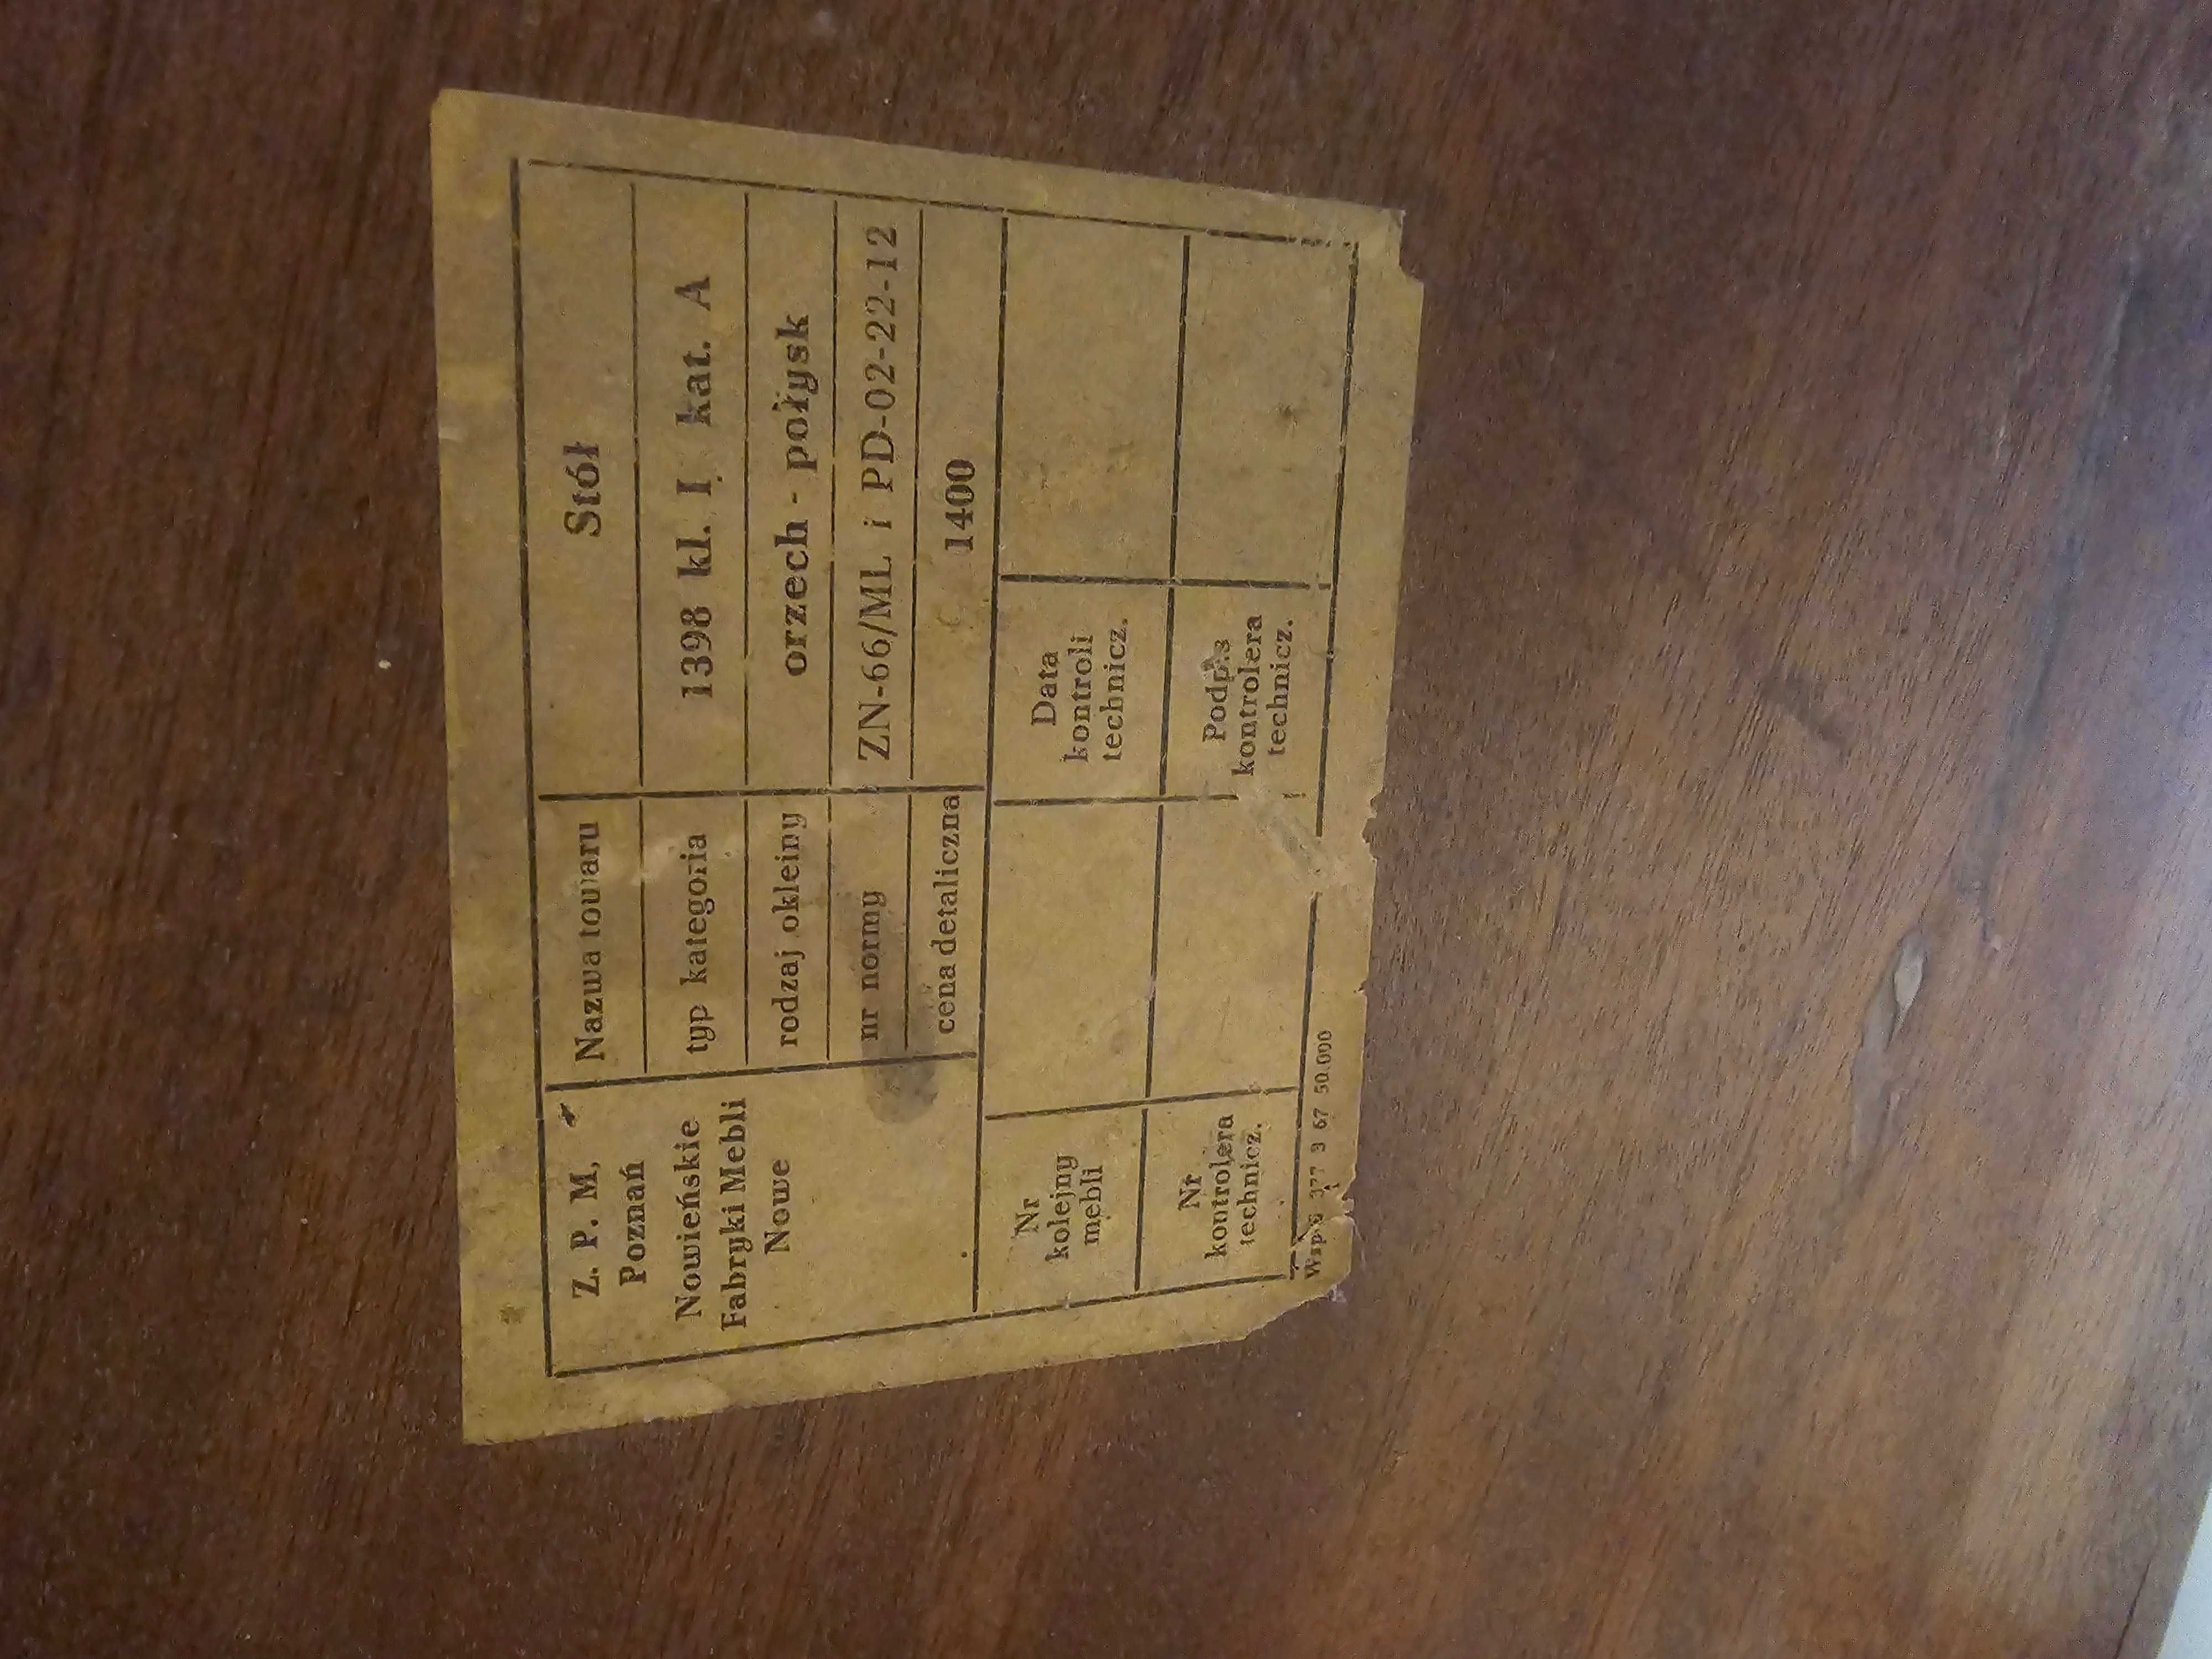 Z. P. M,
Poznań
Nowieńskie
Fabryki Mebli
Nowe
Nazwa towaru
Stół
typ kategoria
1398 kl. I kat. A
rodzaj okleiny
orzech - połysk
nr normy
ZN-66/ML i PD-02-22-12
cena detaliczna
1400
Nr
kolejny
mebli
Data
kontroli
technicz.
Nr
kontrolera
technicz.
Podpis
kontrolera
technicz.
377 3 67 50.000